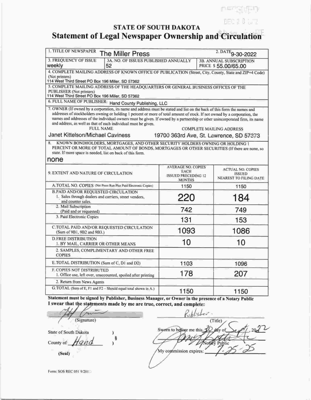 STATE OF SOUTH DAKOTA
Statement of Legal Newspaper Ownership and Circulation
1. TITLE OF NEWSPAPER The Miller Press 2. DATE 9-30-2022
3. FREQUENCY OF ISSUE weekly
3A. NO. OF ISSUES PUBLISHED ANNUALLY 52
3B. ANNUAL SUBSCRIPTION PRICE $ 55.00/65.00
4. COMPLETE MAILING ADDRESS OF KNOWN OFFICE OF PUBLICATION (Street, City, County, State and ZIP+4 Code)
(Not printers)
114 West Third Street PO Box 196 Miller, SD 57362
5. COMPLETE MAILING ADDRESS OF THE HEADQUARTERS OR GENERAL BUSINESS OFFICES OF THE
PUBLISHER (Not printers)
114 West Third Street PO Box 196 Miller, SD 57362
6. FULL NAME OF PUBLISHER: Hand County Publishing, LLC
7. OWNER (If owned by a corporation, its name and address must be stated and list on the back of this form the names and
addresses of stockholders owning or holding 1 percent or more of total amount of stock. If not owned by a corporation, the
names and addresses of the individual owners must be given. If owned by a partnership or other unincorporated firm, its name
and address, as well as that of each individual must be given.
FULL NAME COMPLETE MAILING ADDRESS
Janet Kittelson/Michael Caviness 19700 363rd Ave, St. Lawrence, SD 57373
8. KNOWN BONDHOLDERS, MORTGAGES, AND OTHER SECURITY HOLDERS OWNING OR HOLDING 1
PERCENT OR MORE OF TOTAL AMOUNT OF BONDS, MORTGAGES OR OTHER SECURITIES (If there are none, so
state. If more space is needed, list on back of this form.
none
9. EXTENT AND NATURE OF CIRCULATION
AVERAGE NO. COPIES
EACH
ISSUED PRECEDING 12
MONTHS
ACTUAL NO. COPIES
ISSUED
NEAREST TO FILING DATE
A. TOTAL NO. COPIES (Net Press Run Plus Paid Electronic Copies) 1150 1150
B. PAID AND/OR REQUESTED CIRCULATION
1. Sales through dealers and carriers, street vendors,
and counter sales. 220 184
2. Mail Subscription
(Paid and/or requested) 742 749
3. Paid Electronic Copies 131 153
C. TOTAL PAID AND/OR REQUESTED CIRCULATION
(Sum of 9B1, 9B2 and 9B3) 1093 1086
D. FREE DISTRIBUTION
1. BY MAIL, CARRIER OR OTHER MEANS 10 10
2. SAMPLES, COMPLIMENTARY AND OTHER FREE
COPIES
E. TOTAL DISTRIBUTION (Sum of C, D1 and D2) 1103 1096
F. COPIES NOT DISTRIBUTED
1. Office use, left over, unaccounted, spoiled after printing 178 207
2. Return from News Agents
G. TOTAL (Sum of E, F1 and F2 - Should equal total shown in A.) 1150 1150
Statement must be signed by Publisher, Business Manager, or Owner in the presence of a Notary Public
I swear that the statements made by me are true, correct, and complete:
Publisher
(Signature) (Title)
State of South Dakota )
County of Hand )
(Seal)
Sworn to before me this 30 day of Sept. 2022
Notary Public
My commission expires: